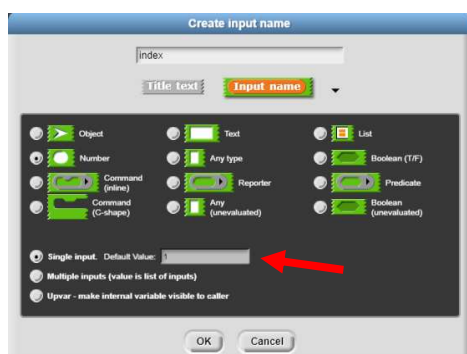 Create input name
index
Title text Input name
Object Text List
Number Any type Boolean (T/F)
Command (inline) Reporter Predicate
Command (C-shape) Any (unevaluated) Boolean (unevaluated)
Single input. Default Value: 1
Multiple inputs (value is list of inputs)
Upvar - make internal variable visible to caller
OK Cancel